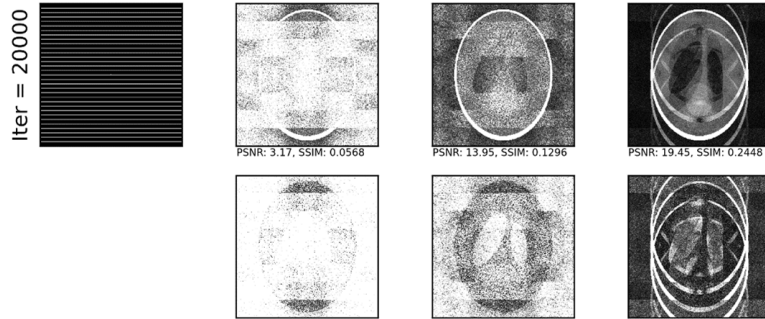 Iter = 20000
PSNR: 3.17, SSIM: 0.0568
PSNR: 13.95, SSIM: 0.1296
PSNR: 19.45, SSIM: 0.2448